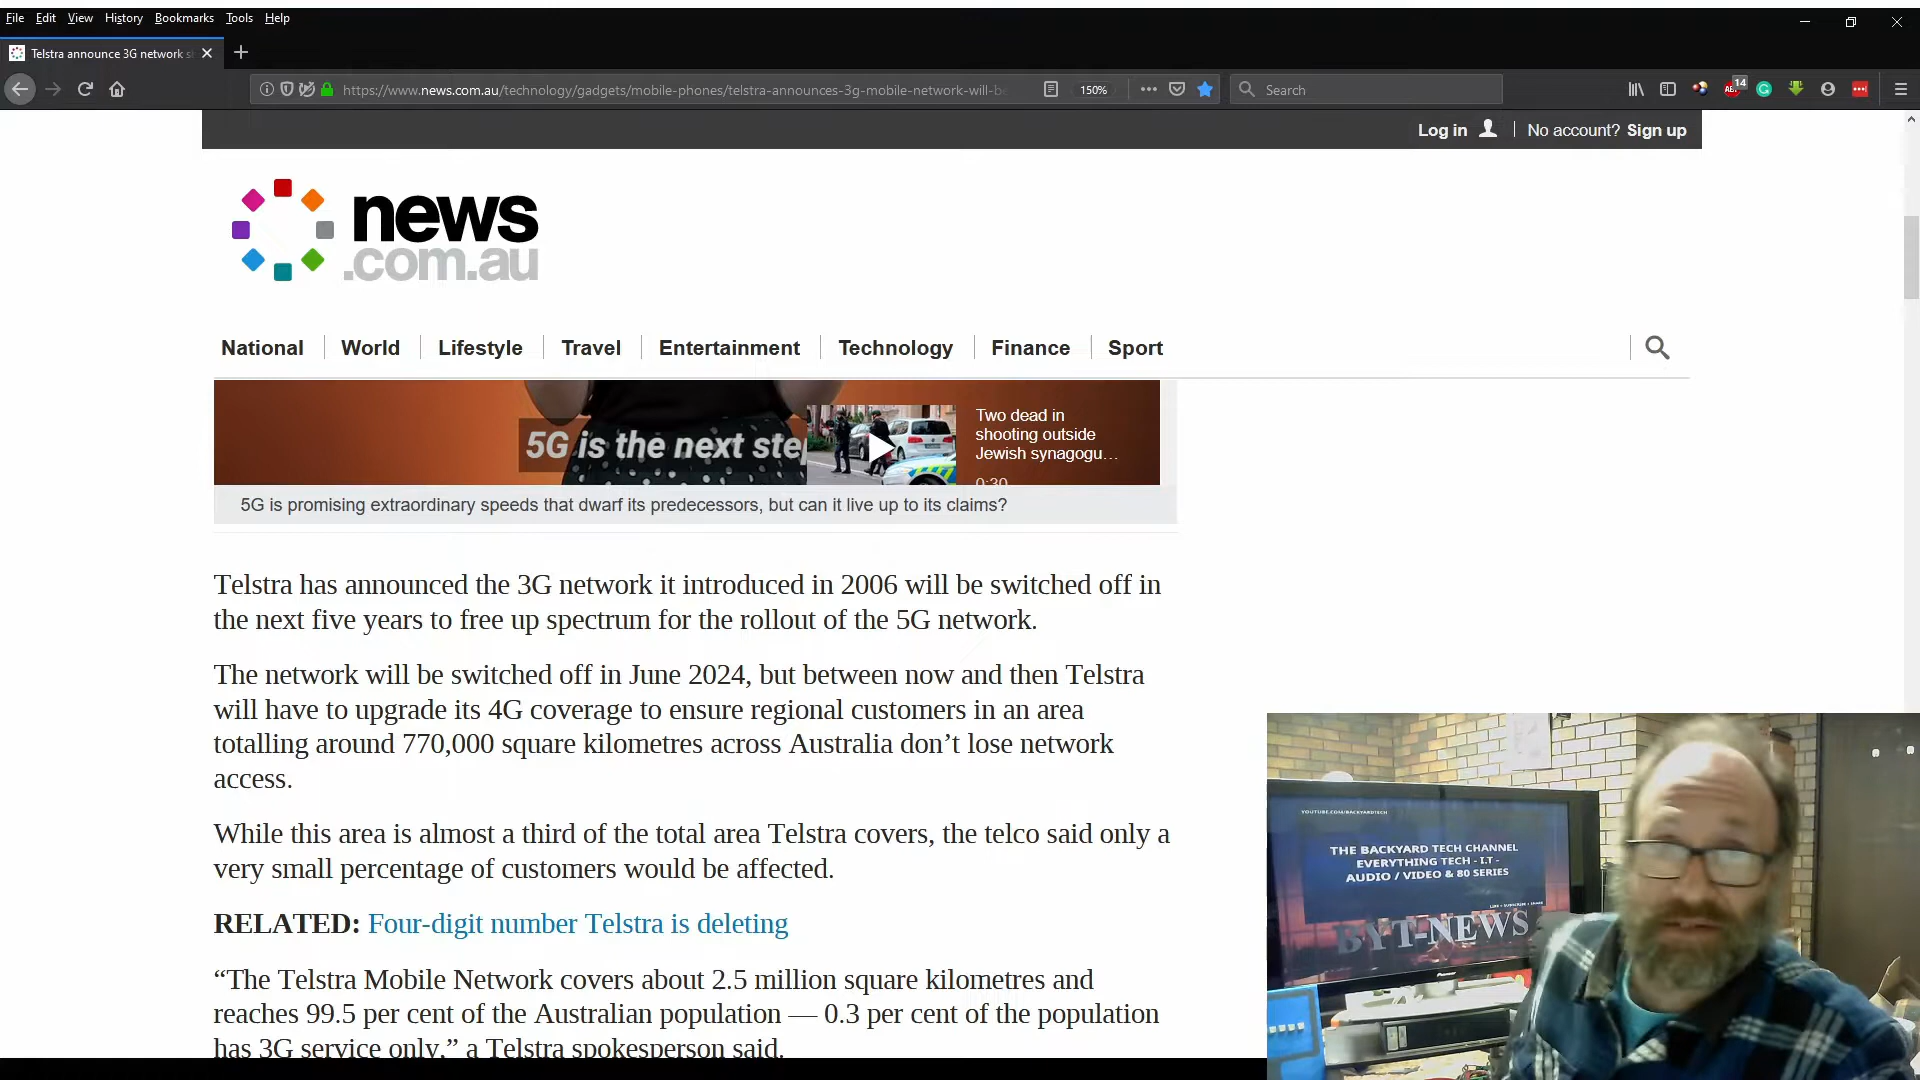 File Edit View History Bookmarks Tools Help
Telstra announce 3G network s
https://www.news.com.au/technology/gadgets/mobile-phones/telstra-announces-3g-mobile-network-will-be
150%
Search
14
Log in
No account? Sign up
news
.com.au
National World Lifestyle Travel Entertainment Technology Finance Sport
5G is the next ste
Two dead in
shooting outside
Jewish synagogu…
0:30
5G is promising extraordinary speeds that dwarf its predecessors, but can it live up to its claims?
Telstra has announced the 3G network it introduced in 2006 will be switched off in
the next five years to free up spectrum for the rollout of the 5G network.
The network will be switched off in June 2024, but between now and then Telstra
will have to upgrade its 4G coverage to ensure regional customers in an area
totalling around 770,000 square kilometres across Australia don’t lose network
access.
While this area is almost a third of the total area Telstra covers, the telco said only a
very small percentage of customers would be affected.
RELATED: Four-digit number Telstra is deleting
“The Telstra Mobile Network covers about 2.5 million square kilometres and
reaches 99.5 per cent of the Australian population — 0.3 per cent of the population
has 3G service only,” a Telstra spokesperson said.
YOUTUBE.COM/BACKYARDTECH
THE BACKYARD TECH CHANNEL
EVERYTHING TECH - I.T -
AUDIO / VIDEO & 80 SERIES
LIKE + SUBSCRIBE + SHARE
BYT-NEWS
Pioneer